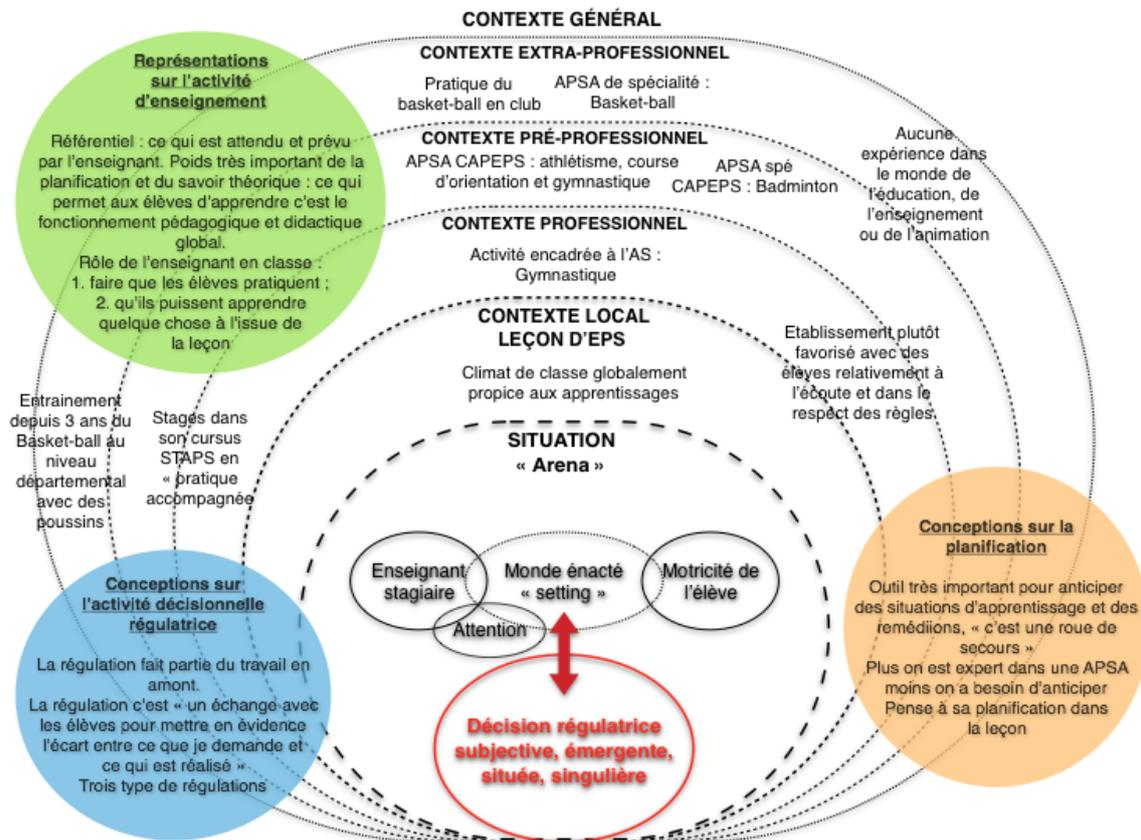 CONTEXTE GÉNÉRAL
CONTEXTE EXTRA-PROFESSIONNEL
Pratique du
basket-ball en club
APSA de spécialité :
Basket-ball
CONTEXTE PRÉ-PROFESSIONNEL
APSA CAPEPS : athlétisme, course
d'orientation et gymnastique
APSA spé
CAPEPS : Badminton
Aucune
expérience dans
le monde de
l'éducation, de
l'enseignement
ou de l'animation
CONTEXTE PROFESSIONNEL
Activité encadrée à l'AS :
Gymnastique
CONTEXTE LOCAL
LEÇON D'EPS
Climat de classe globalement
propice aux apprentissages
Etablissement plutôt
favorisé avec des
élèves relativement à
l'écoute et dans le
respect des règles
Représentations
sur l'activité
d'enseignement
Référentiel : ce qui est attendu et prévu
par l'enseignant. Poids très important de la
planification et du savoir théorique : ce qui
permet aux élèves d'apprendre c'est le
fonctionnement pédagogique et didactique
global.
Rôle de l'enseignant en classe :
1. faire que les élèves pratiquent ;
2. qu'ils puissent apprendre
quelque chose à l'issue de
la leçon
Entrainement
depuis 3 ans du
Basket-ball au
niveau
départemental
avec des
poussins
Stages dans
son cursus
STAPS en
« pratique
accompagnée
SITUATION
« Arena »
Enseignant
stagiaire
Monde énacté
« setting »
Motricité de
l'élève
Attention
Décision régulatrice
subjective, émergente,
située, singulière
Conceptions sur
l'activité décisionnelle
régulatrice
La régulation fait partie du travail en
amont.
La régulation c'est « un échange avec
les élèves pour mettre en évidence
l'écart entre ce que je demande et
ce qui est réalisé »
Trois type de régulations
Conceptions sur la
planification
Outil très important pour anticiper
des situations d'apprentissage et des
remédiions, « c'est une roue de
secours »
Plus on est expert dans une APSA
moins on a besoin d'anticiper
Pense à sa planification dans
la leçon